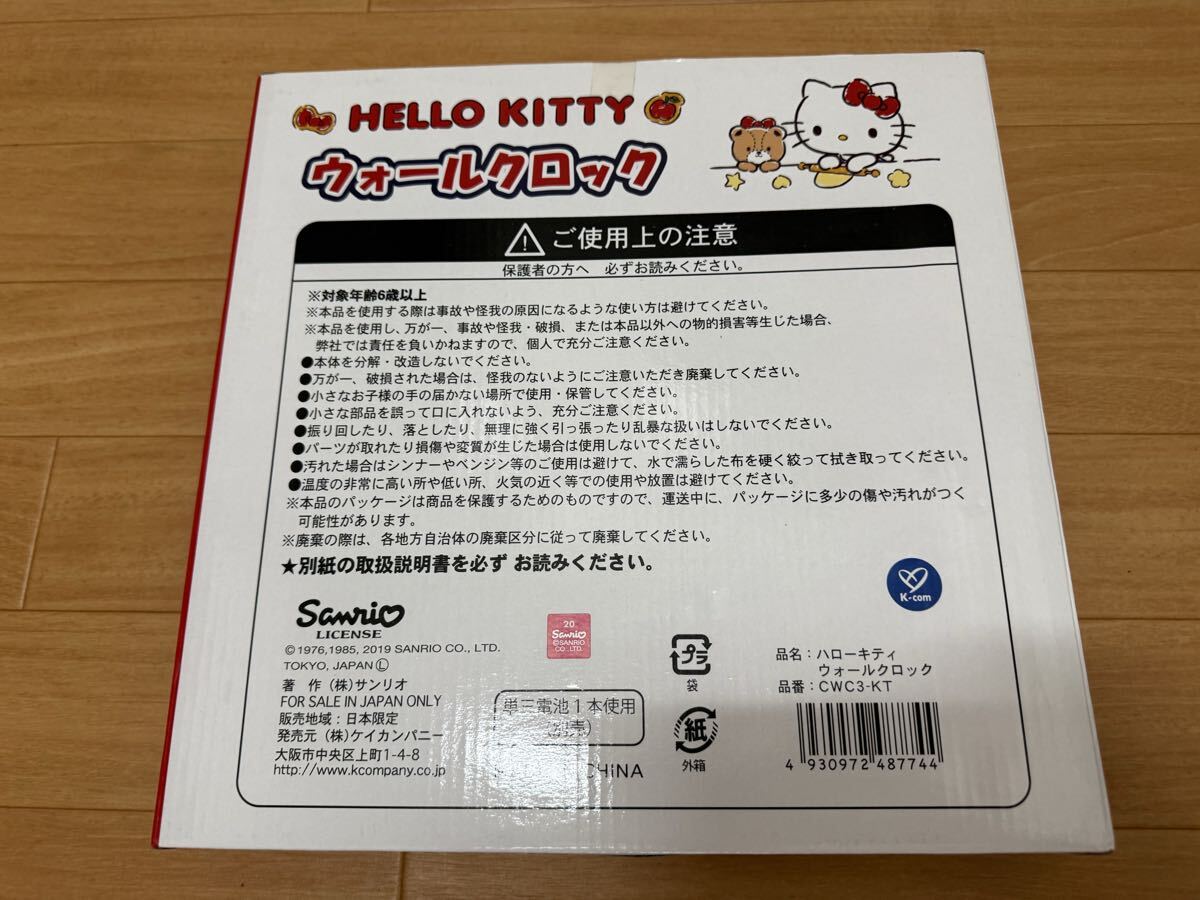 HELLO KITTY
ウォールクロック
ご使用上の注意
保護者の方へ 必ずお読みください。
※対象年齢6歳以上
※本品を使用する際は事故や怪我の原因になるような使い方は避けてください。
※本品を使用し、万が一、事故や怪我・破損、または本品以外への物的損害等生じた場合、
弊社では責任を負いかねますので、個人で充分ご注意ください。
●本体を分解・改造しないでください。
●万が一、破損された場合は、怪我のないようにご注意いただき廃棄してください。
●小さなお子様の手の届かない場所で使用・保管してください。
●小さな部品を誤って口に入れないよう、充分ご注意ください。
●振り回したり、落としたり、無理に強く引っ張ったり乱暴な扱いはしないでください。
●パーツが取れたり損傷や変質が生じた場合は使用しないでください。
●汚れた場合はシンナーやベンジン等のご使用は避けて、水で濡らした布を硬く絞って拭き取ってください。
●温度の非常に高い所や低い所、火気の近く等での使用や放置は避けてください。
※本品のパッケージは商品を保護するためのものですので、運送中に、パッケージに多少の傷や汚れがつく
可能性があります。
※廃棄の際は、各地方自治体の廃棄区分に従って廃棄してください。
★別紙の取扱説明書を必ず お読みください。
K-com
Sanrio
LICENSE
©1976,1985, 2019 SANRIO CO., LTD.
TOKYO, JAPAN Ⓛ
著 作 (株)サンリオ
FOR SALE IN JAPAN ONLY
販売地域：日本限定
発売元 (株)ケイカンパニー
大阪市中央区上町1-4-8
http://www.kcompany.co.jp
20
Sanrio
©SANRIO
CO., LTD.
単三電池1本使用
CHINA
プラ
袋
紙
外箱
品名：ハローキティ
ウォールクロック
品番：CWC3-KT
4 930972 487744